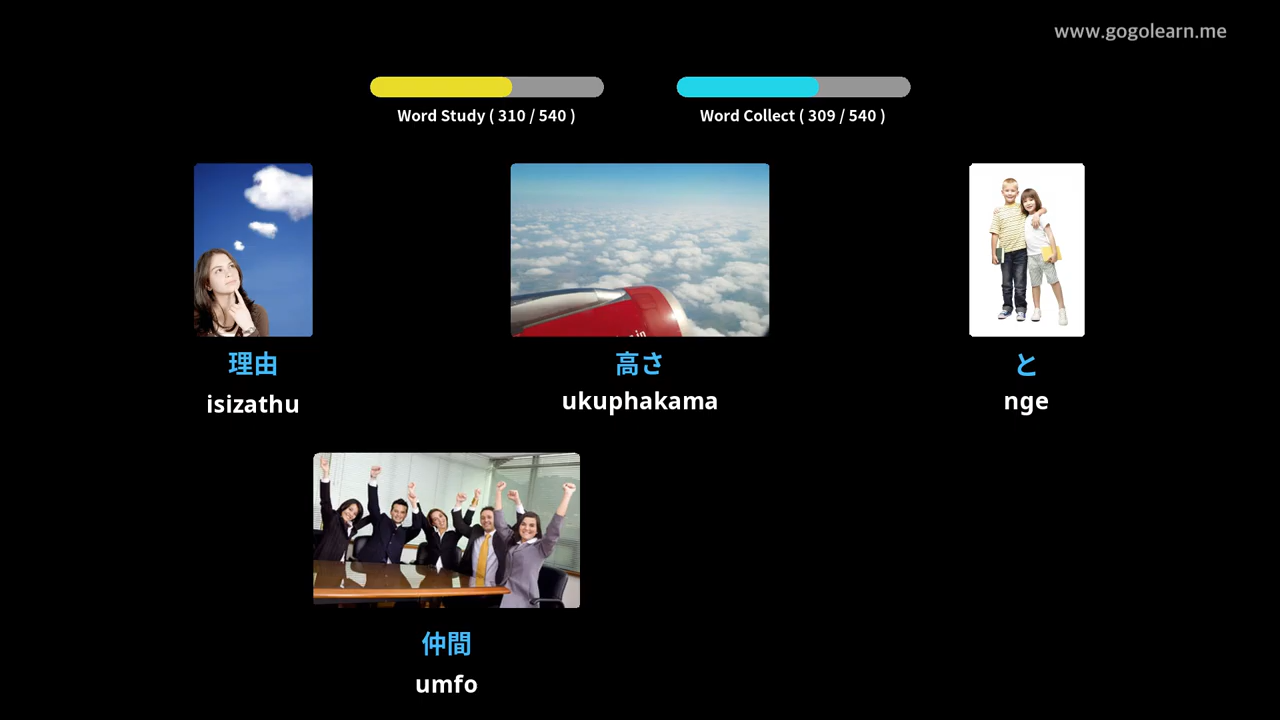 www.gogolearn.me
Word Study ( 310 / 540 )
Word Collect ( 309 / 540 )
理由
isizathu
高さ
ukuphakama
と
nge
仲間
umfo